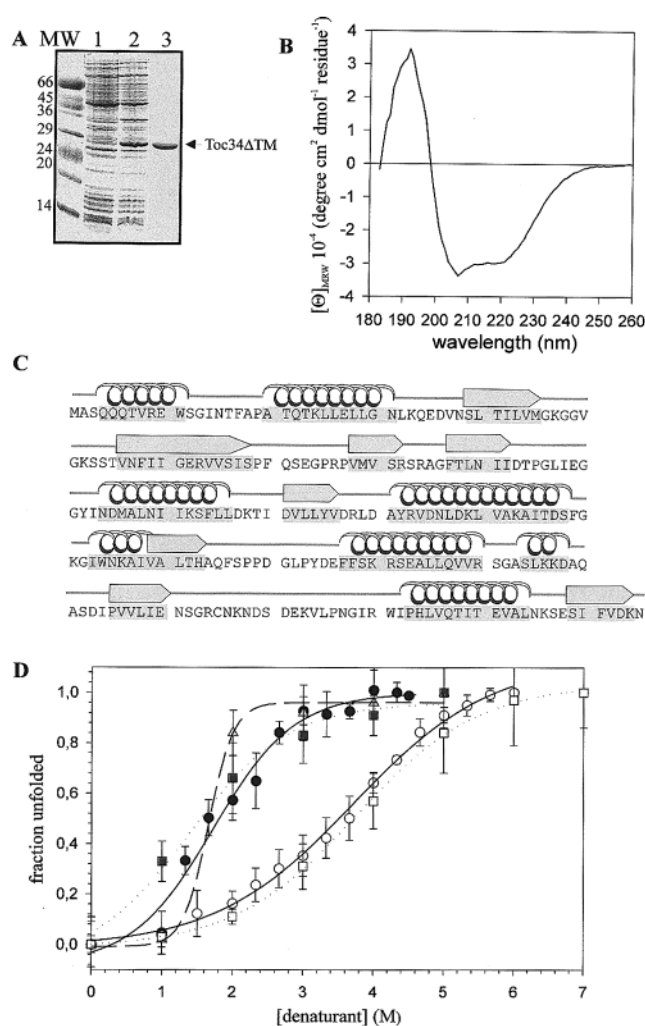 A
MW 1 2 3
66
45
36
29
24
20
14
Toc34ΔTM
B
[Θ]MRW 10⁻⁴ (degree cm² dmol⁻¹ residue⁻¹)
4
3
2
1
0
-1
-2
-3
-4
180 190 200 210 220 230 240 250 260
wavelength (nm)
C
MASQQQTVRE WSGINTFAPA TQTKLLELLG NLKQEDVNSL TILVMGKGGV
GKSSTVNFII GERVVSISPF QSEGPRPVMV SRSRAGFTLN IIDTPGLIEG
GYINDMALNI IKSFLLDKTI DVLLYVDRLD AYRVDNLDKL VAKAITDSFG
KGIWNKAIVA LTHAQFSPPD GLPYDEFFSK RSEALLQVVR SGASLKKDAQ
ASDIPVVLIE NSGRCNKNDS DEKVLPNGIR WIPHLVQTIT EVALNKSESI FVDKN
D
fraction unfolded
1,0
0,8
0,6
0,4
0,2
0,0
0 1 2 3 4 5 6 7
[denaturant] (M)